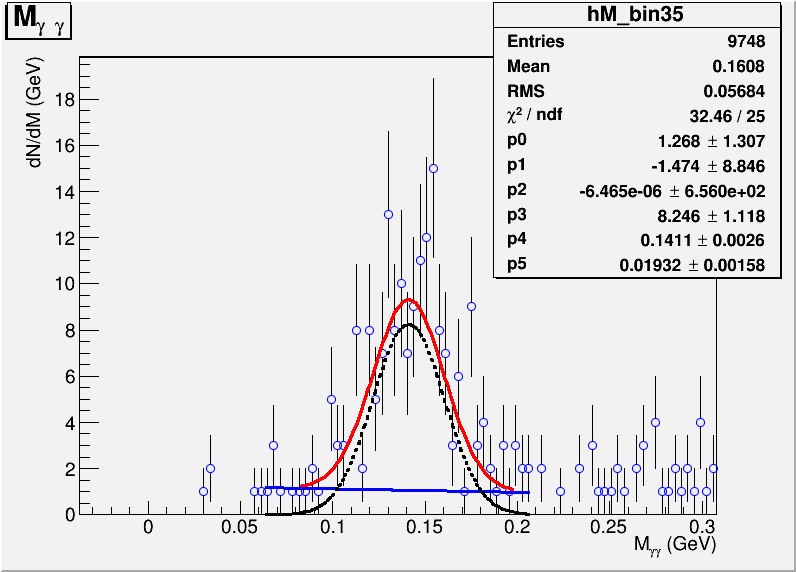 M_γγ
hM_bin35
Entries 9748
Mean 0.1608
RMS 0.05684
χ² / ndf 32.46 / 25
p0 1.268 ± 1.307
p1 -1.474 ± 8.846
p2 -6.465e-06 ± 6.560e+02
p3 8.246 ± 1.118
p4 0.1411 ± 0.0026
p5 0.01932 ± 0.00158
dN/dM (GeV)
18
16
14
12
10
8
6
4
2
0
0 0.05 0.1 0.15 0.2 0.25 0.3
M_γγ (GeV)